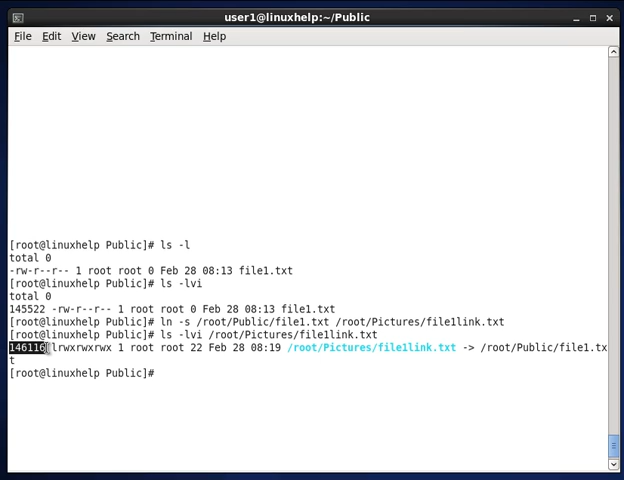 user1@linuxhelp:~/Public
File Edit View Search Terminal Help
[root@linuxhelp Public]# ls -l
total 0
-rw-r--r-- 1 root root 0 Feb 28 08:13 file1.txt
[root@linuxhelp Public]# ls -lvi
total 0
145522 -rw-r--r-- 1 root root 0 Feb 28 08:13 file1.txt
[root@linuxhelp Public]# ln -s /root/Public/file1.txt /root/Pictures/file1link.txt
[root@linuxhelp Public]# ls -lvi /root/Pictures/file1link.txt
146116 lrwxrwxrwx 1 root root 22 Feb 28 08:19 /root/Pictures/file1link.txt -> /root/Public/file1.tx
t
[root@linuxhelp Public]#